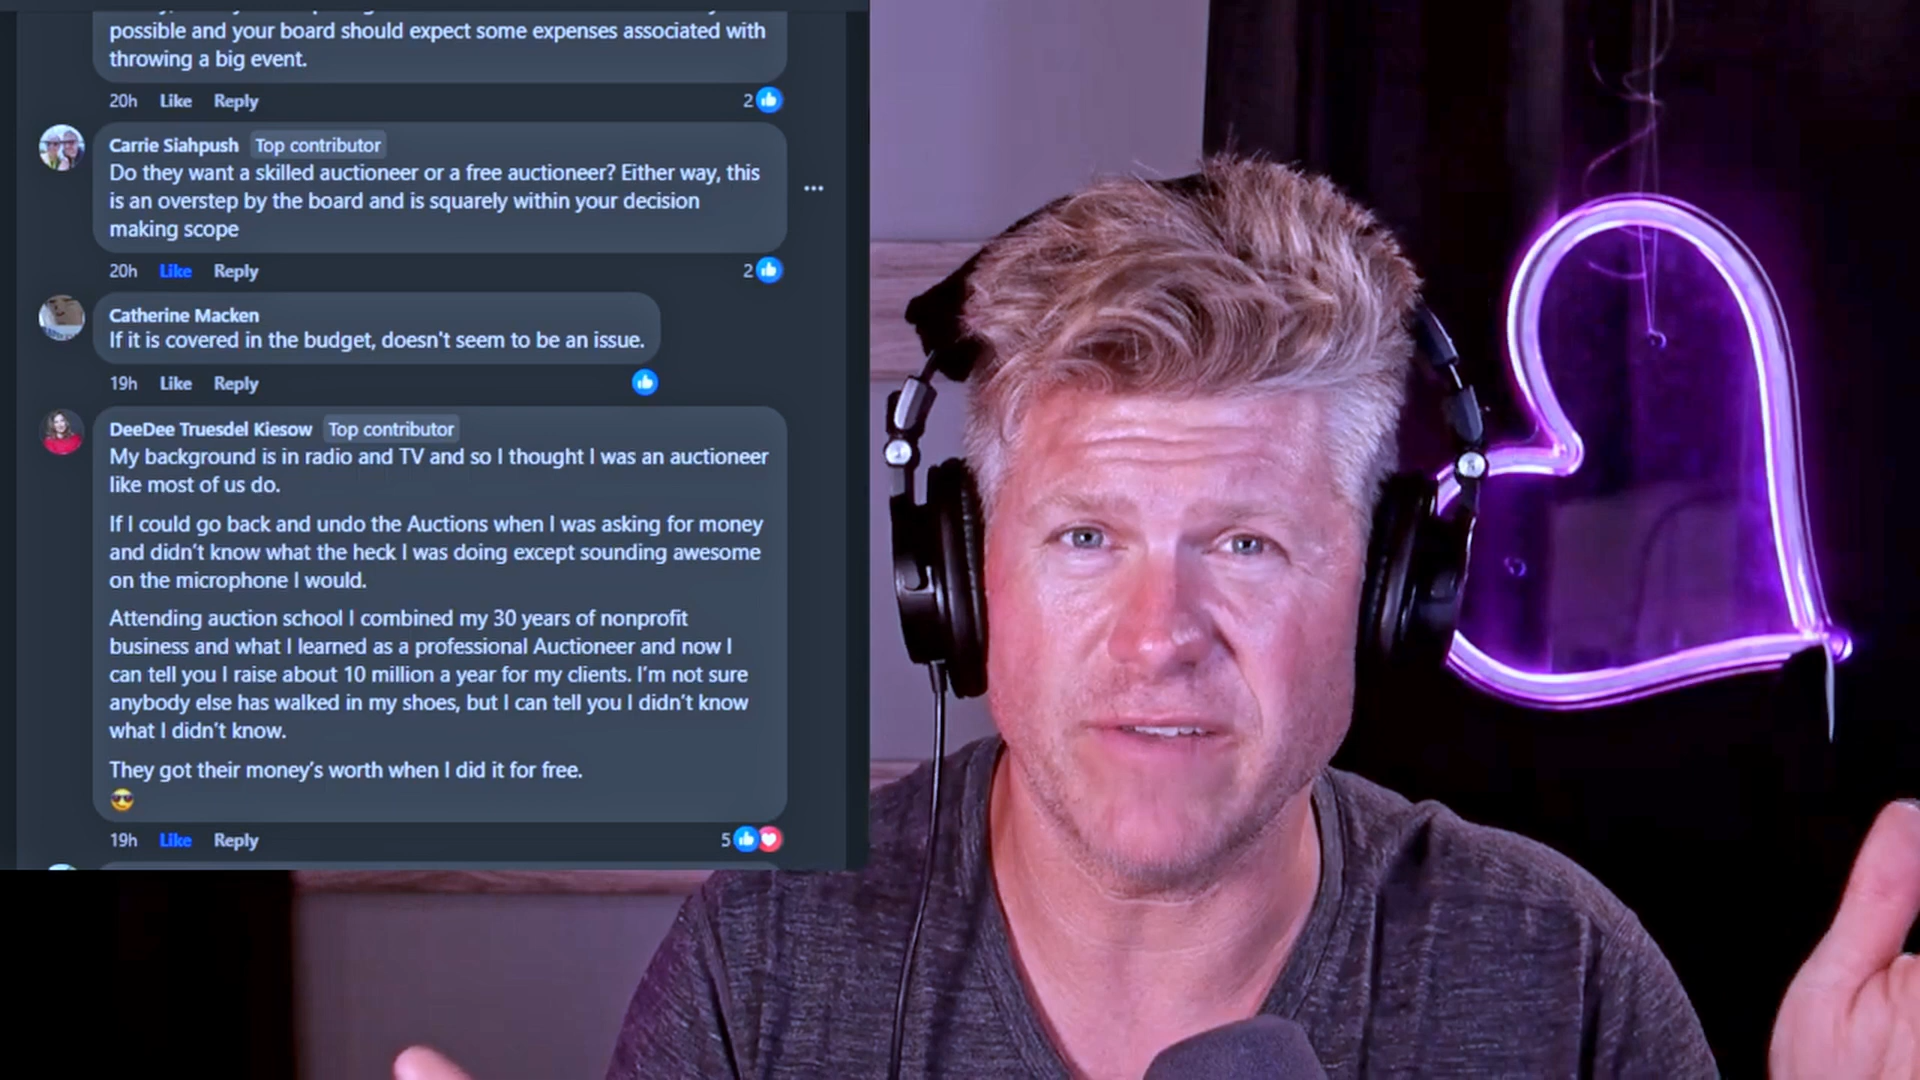 possible and your board should expect some expenses associated with
throwing a big event.
20h Like Reply 2
Carrie Siahpush Top contributor
Do they want a skilled auctioneer or a free auctioneer? Either way, this
is an overstep by the board and is squarely within your decision
making scope
20h Like Reply 2
Catherine Macken
If it is covered in the budget, doesn't seem to be an issue.
19h Like Reply
DeeDee Truesdel Kiesow Top contributor
My background is in radio and TV and so I thought I was an auctioneer
like most of us do.
If I could go back and undo the Auctions when I was asking for money
and didn't know what the heck I was doing except sounding awesome
on the microphone I would.
Attending auction school I combined my 30 years of nonprofit
business and what I learned as a professional Auctioneer and now I
can tell you I raise about 10 million a year for my clients. I'm not sure
anybody else has walked in my shoes, but I can tell you I didn't know
what I didn't know.
They got their money's worth when I did it for free.
😎
19h Like Reply 5